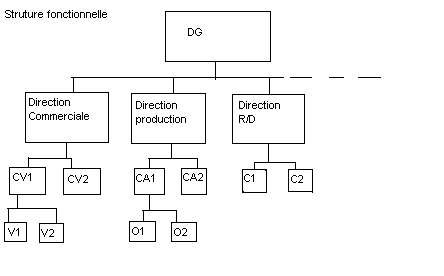 Struture fonctionnelle
DG
Direction
Commerciale
Direction
production
Direction
R/D
CV1
CV2
CA1
CA2
C1
C2
V1
V2
O1
O2